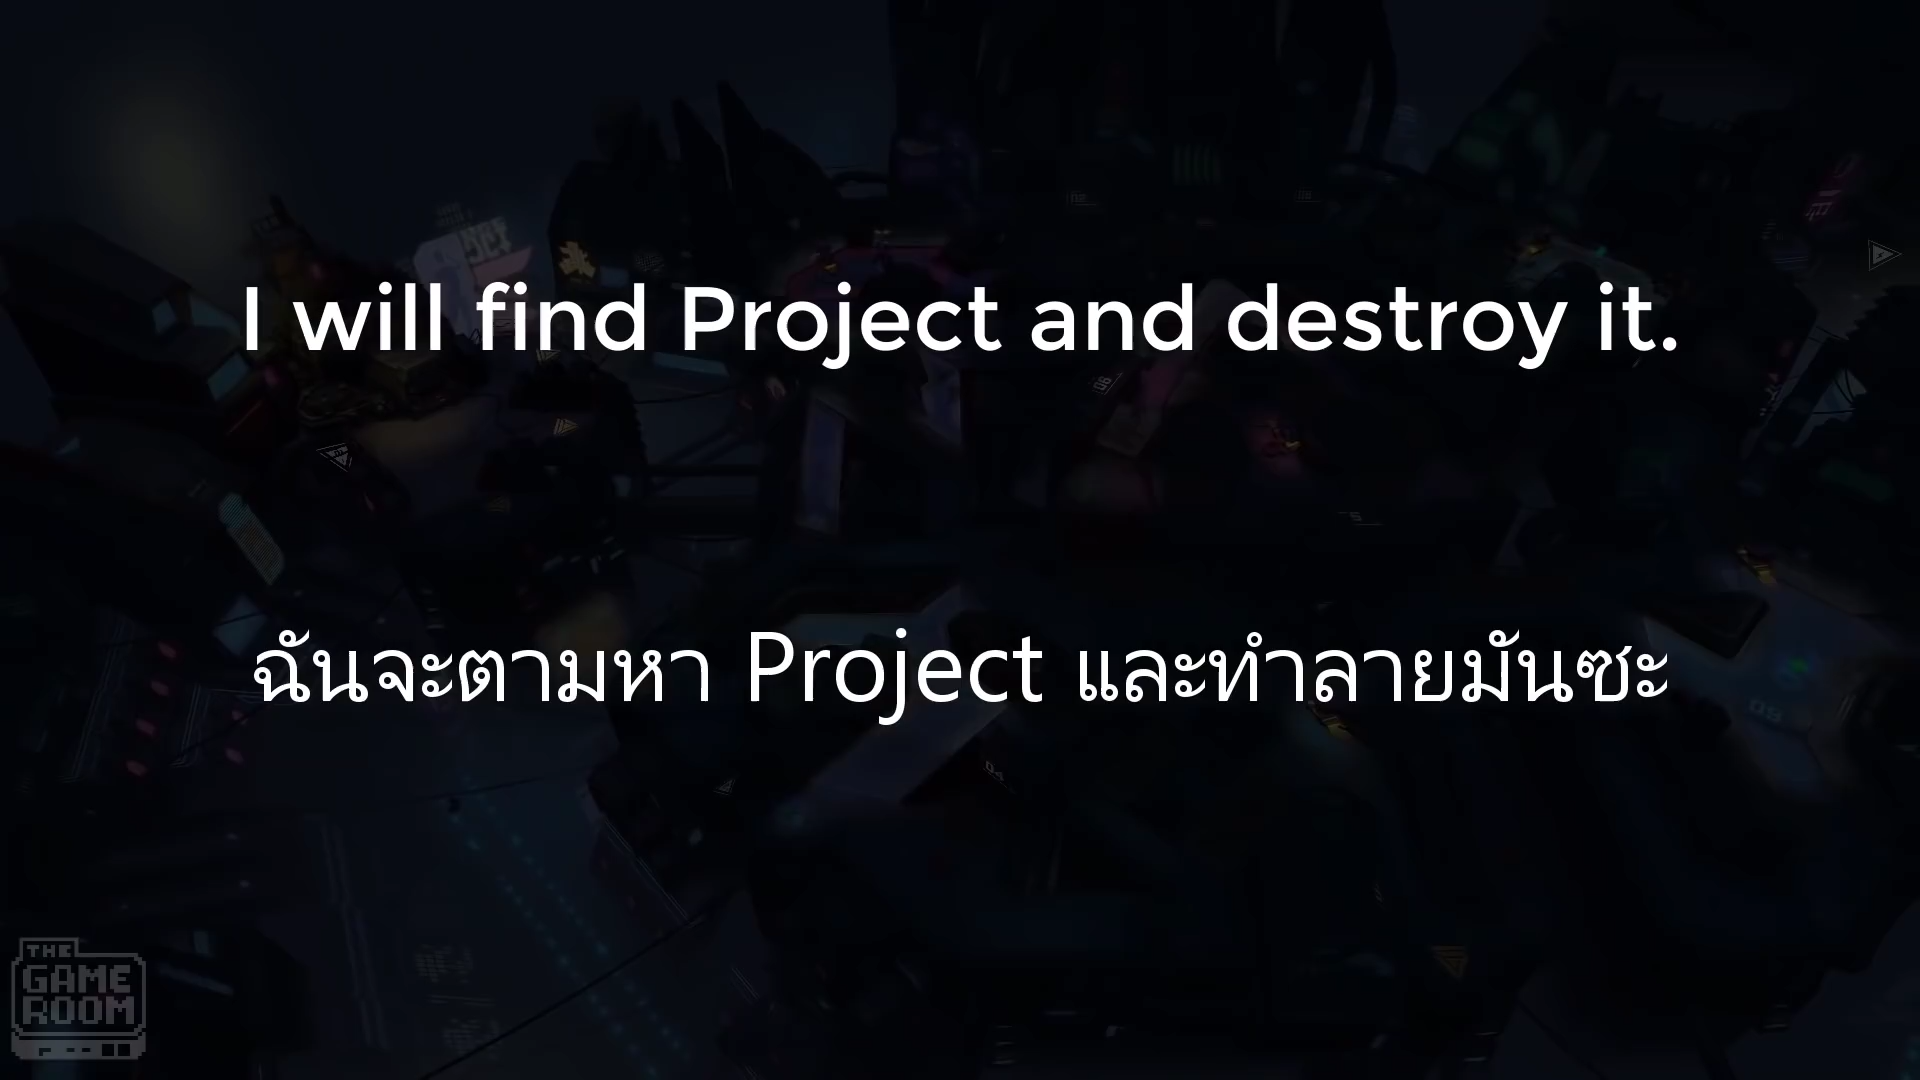 I will find Project and destroy it.
ฉันจะตามหา Project และทำลายมันซะ
THE
GAME
ROOM